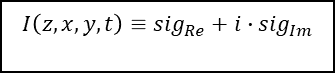 I(z, x, y, t) ≡ sig_Re + i · sig_Im